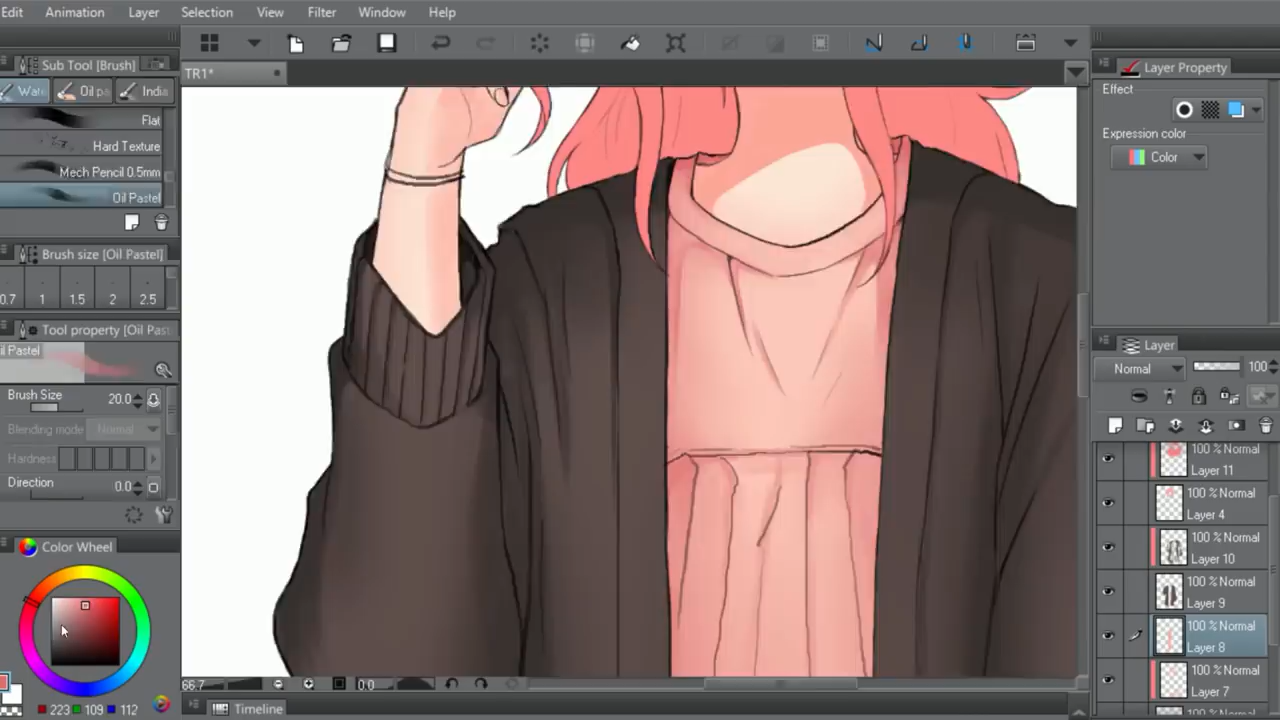 Edit Animation Layer Selection View Filter Window Help
Sub Tool [Brush]
Wat Oil pa India
Flat
Hard Texture
Mech Pencil 0.5mm
Oil Pastel
Brush size [Oil Pastel]
0.7 1 1.5 2 2.5
Tool property [Oil Past
il Pastel
Brush Size 20.0
Blending mode Normal
Hardness
Direction 0.0
Color Wheel
223 109 112
TR1*
66.7 0.0
Timeline
Layer Property
Effect
Expression color
Color
Layer
Normal 100
100 % Normal
Layer 11
100 % Normal
Layer 4
100 % Normal
Layer 10
100 % Normal
Layer 9
100 % Normal
Layer 8
100 % Normal
Layer 7
100 % Normal